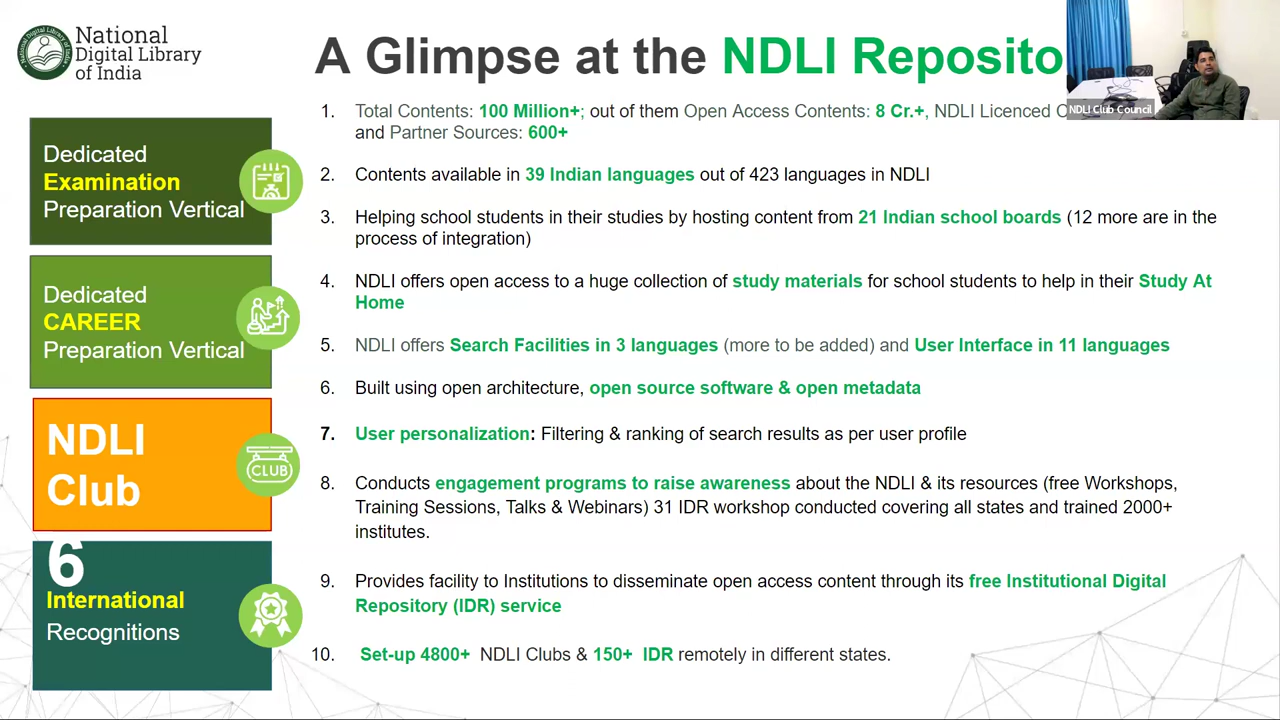 National
Digital Library
of India
A Glimpse at the NDLI Reposito
Dedicated
Examination
Preparation Vertical
Dedicated
CAREER
Preparation Vertical
NDLI
Club
CLUB
6
International
Recognitions
1. Total Contents: 100 Million+; out of them Open Access Contents: 8 Cr.+, NDLI Licenced
and Partner Sources: 600+
2. Contents available in 39 Indian languages out of 423 languages in NDLI
3. Helping school students in their studies by hosting content from 21 Indian school boards (12 more are in the
process of integration)
4. NDLI offers open access to a huge collection of study materials for school students to help in their Study At
Home
5. NDLI offers Search Facilities in 3 languages (more to be added) and User Interface in 11 languages
6. Built using open architecture, open source software & open metadata
7. User personalization: Filtering & ranking of search results as per user profile
8. Conducts engagement programs to raise awareness about the NDLI & its resources (free Workshops,
Training Sessions, Talks & Webinars) 31 IDR workshop conducted covering all states and trained 2000+
institutes.
9. Provides facility to Institutions to disseminate open access content through its free Institutional Digital
Repository (IDR) service
10. Set-up 4800+ NDLI Clubs & 150+ IDR remotely in different states.
NDLI Club Council